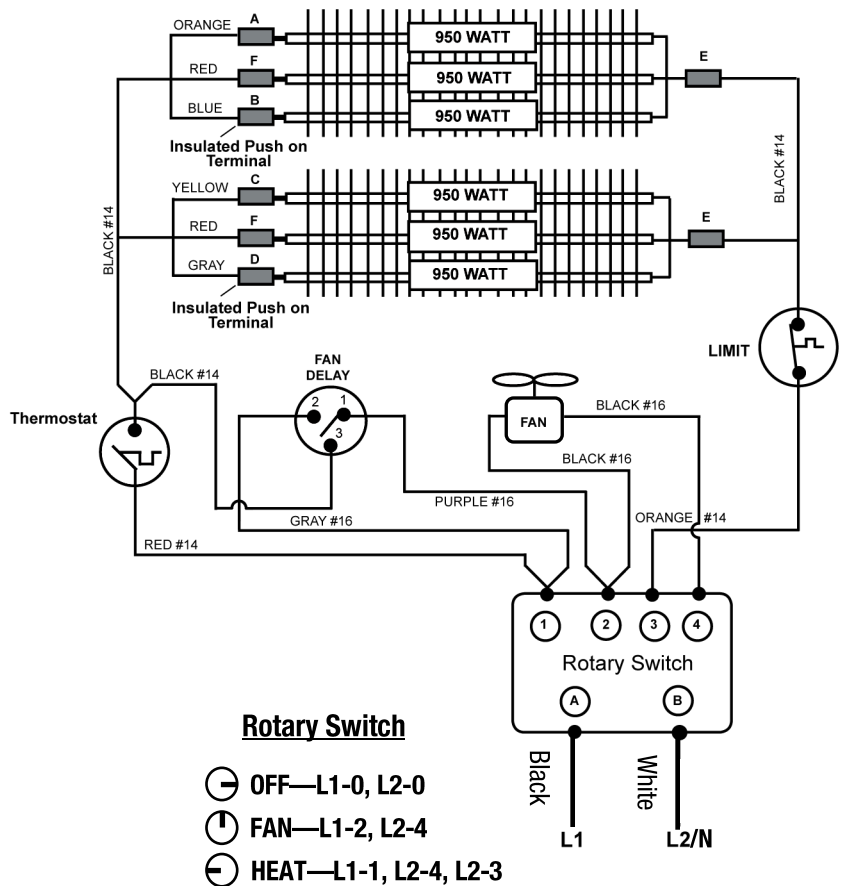 ORANGE
A
950 WATT
RED
F
950 WATT
E
BLUE
B
950 WATT
Insulated Push on
Terminal
BLACK #14
YELLOW
C
950 WATT
BLACK #14
RED
F
950 WATT
E
GRAY
D
950 WATT
Insulated Push on
Terminal
LIMIT
BLACK #14
FAN
DELAY
2
1
3
Thermostat
FAN
BLACK #16
BLACK #16
PURPLE #16
GRAY #16
ORANGE #14
RED #14
1
2
3
4
Rotary Switch
A
B
Black
White
L1
L2/N
Rotary Switch
OFF—L1-0, L2-0
FAN—L1-2, L2-4
HEAT—L1-1, L2-4, L2-3